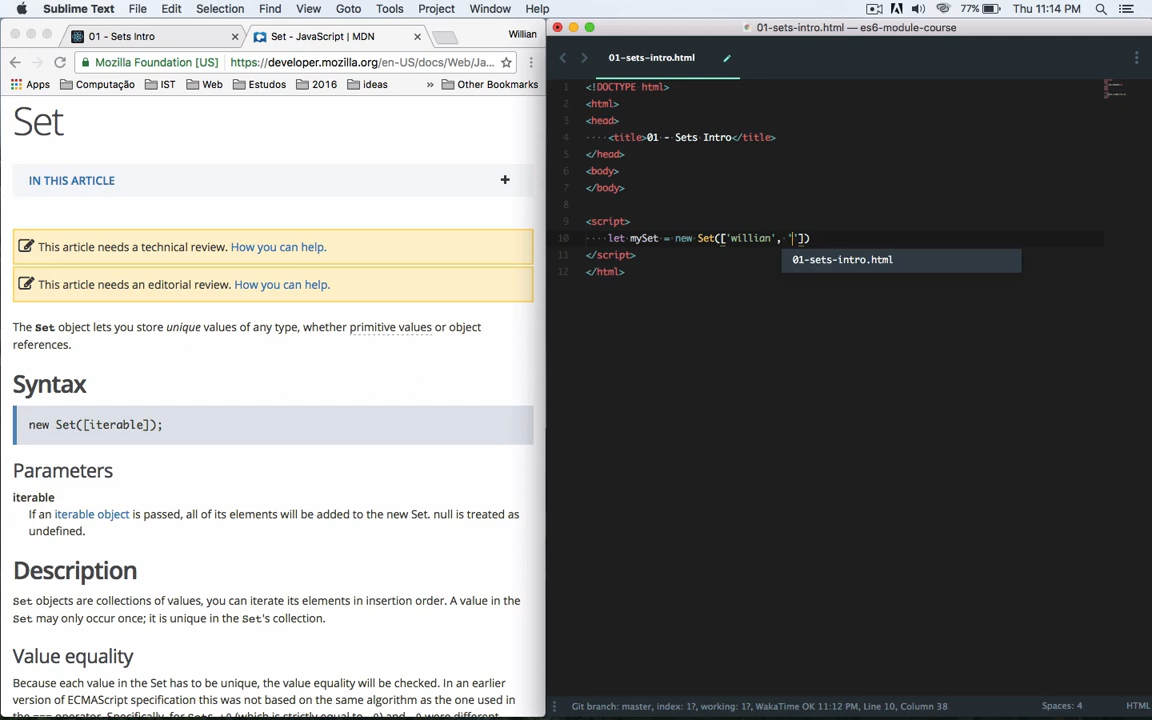 Sublime Text File Edit Selection Find View Goto Tools Project Window Help 77% Thu 11:14 PM
01 - Sets Intro Set - JavaScript | MDN Willian
Mozilla Foundation [US] https://developer.mozilla.org/en-US/docs/Web/Ja...
Apps Computação IST Web Estudos 2016 ideas » Other Bookmarks
Set
IN THIS ARTICLE +
This article needs a technical review. How you can help.
This article needs an editorial review. How you can help.
The Set object lets you store unique values of any type, whether primitive values or object
references.
Syntax
new Set([iterable]);
Parameters
iterable
If an iterable object is passed, all of its elements will be added to the new Set. null is treated as
undefined.
Description
Set objects are collections of values, you can iterate its elements in insertion order. A value in the
Set may only occur once; it is unique in the Set's collection.
Value equality
Because each value in the Set has to be unique, the value equality will be checked. In an earlier
version of ECMAScript specification this was not based on the same algorithm as the one used in
01-sets-intro.html — es6-module-course
01-sets-intro.html
1 <!DOCTYPE html>
2 <html>
3 <head>
4 <title>01 - Sets Intro</title>
5 </head>
6 <body>
7 </body>
8
9 <script>
10 let mySet = new Set(['willian', ''])
11 </script>
12 </html>
01-sets-intro.html
Git branch: master, index: 1?, working: 1?, WakaTime OK 11:12 PM, Line 10, Column 38 Spaces: 4 HTML